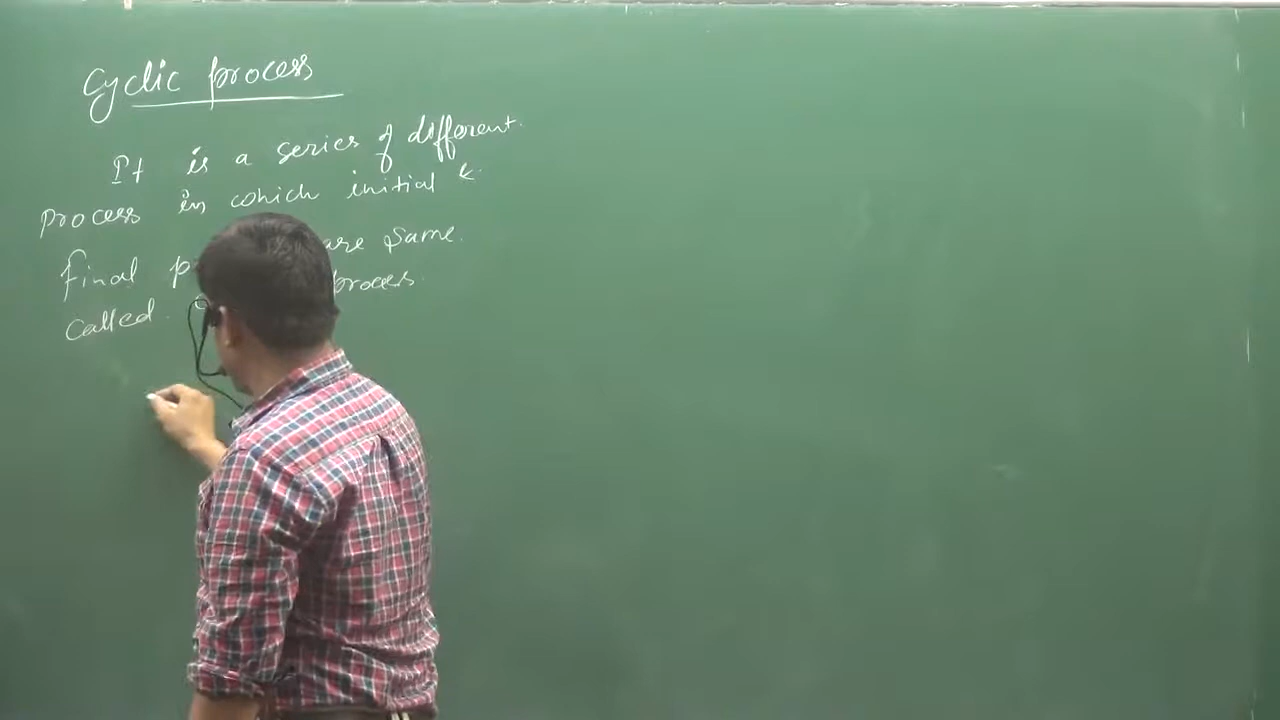 Cyclic process
It is a series of different.
Process in which initial &
final are same.
called. process.